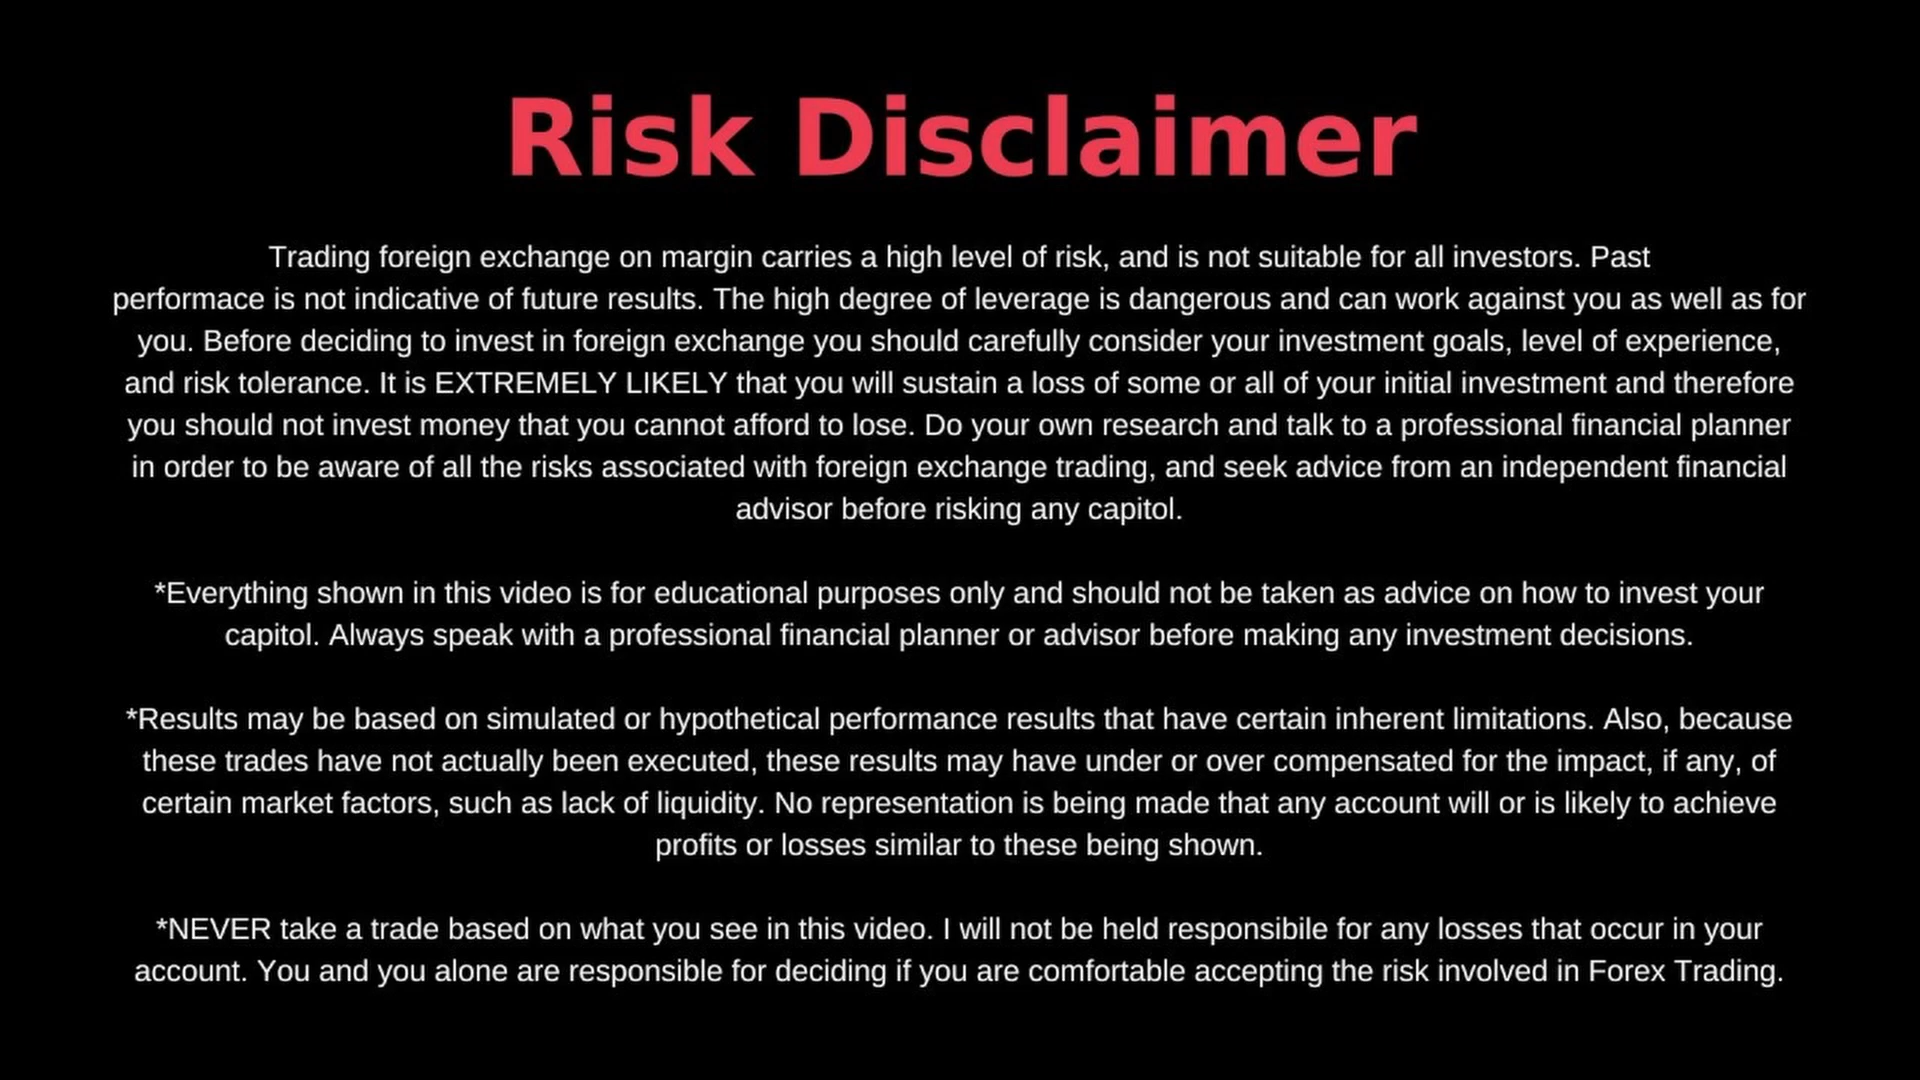 Risk Disclaimer
Trading foreign exchange on margin carries a high level of risk, and is not suitable for all investors. Past
performace is not indicative of future results. The high degree of leverage is dangerous and can work against you as well as for
you. Before deciding to invest in foreign exchange you should carefully consider your investment goals, level of experience,
and risk tolerance. It is EXTREMELY LIKELY that you will sustain a loss of some or all of your initial investment and therefore
you should not invest money that you cannot afford to lose. Do your own research and talk to a professional financial planner
in order to be aware of all the risks associated with foreign exchange trading, and seek advice from an independent financial
advisor before risking any capitol.
*Everything shown in this video is for educational purposes only and should not be taken as advice on how to invest your
capitol. Always speak with a professional financial planner or advisor before making any investment decisions.
*Results may be based on simulated or hypothetical performance results that have certain inherent limitations. Also, because
these trades have not actually been executed, these results may have under or over compensated for the impact, if any, of
certain market factors, such as lack of liquidity. No representation is being made that any account will or is likely to achieve
profits or losses similar to these being shown.
*NEVER take a trade based on what you see in this video. I will not be held responsibile for any losses that occur in your
account. You and you alone are responsible for deciding if you are comfortable accepting the risk involved in Forex Trading.